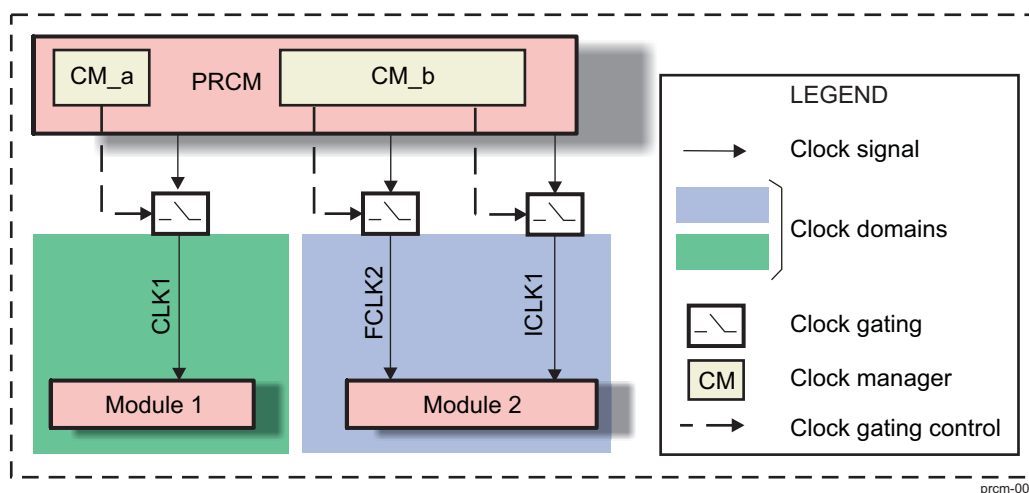 CM_a
PRCM
CM_b
CLK1
FCLK2
ICLK1
Module 1
Module 2
LEGEND
Clock signal
Clock domains
Clock gating
CM
Clock manager
Clock gating control
prcm-00